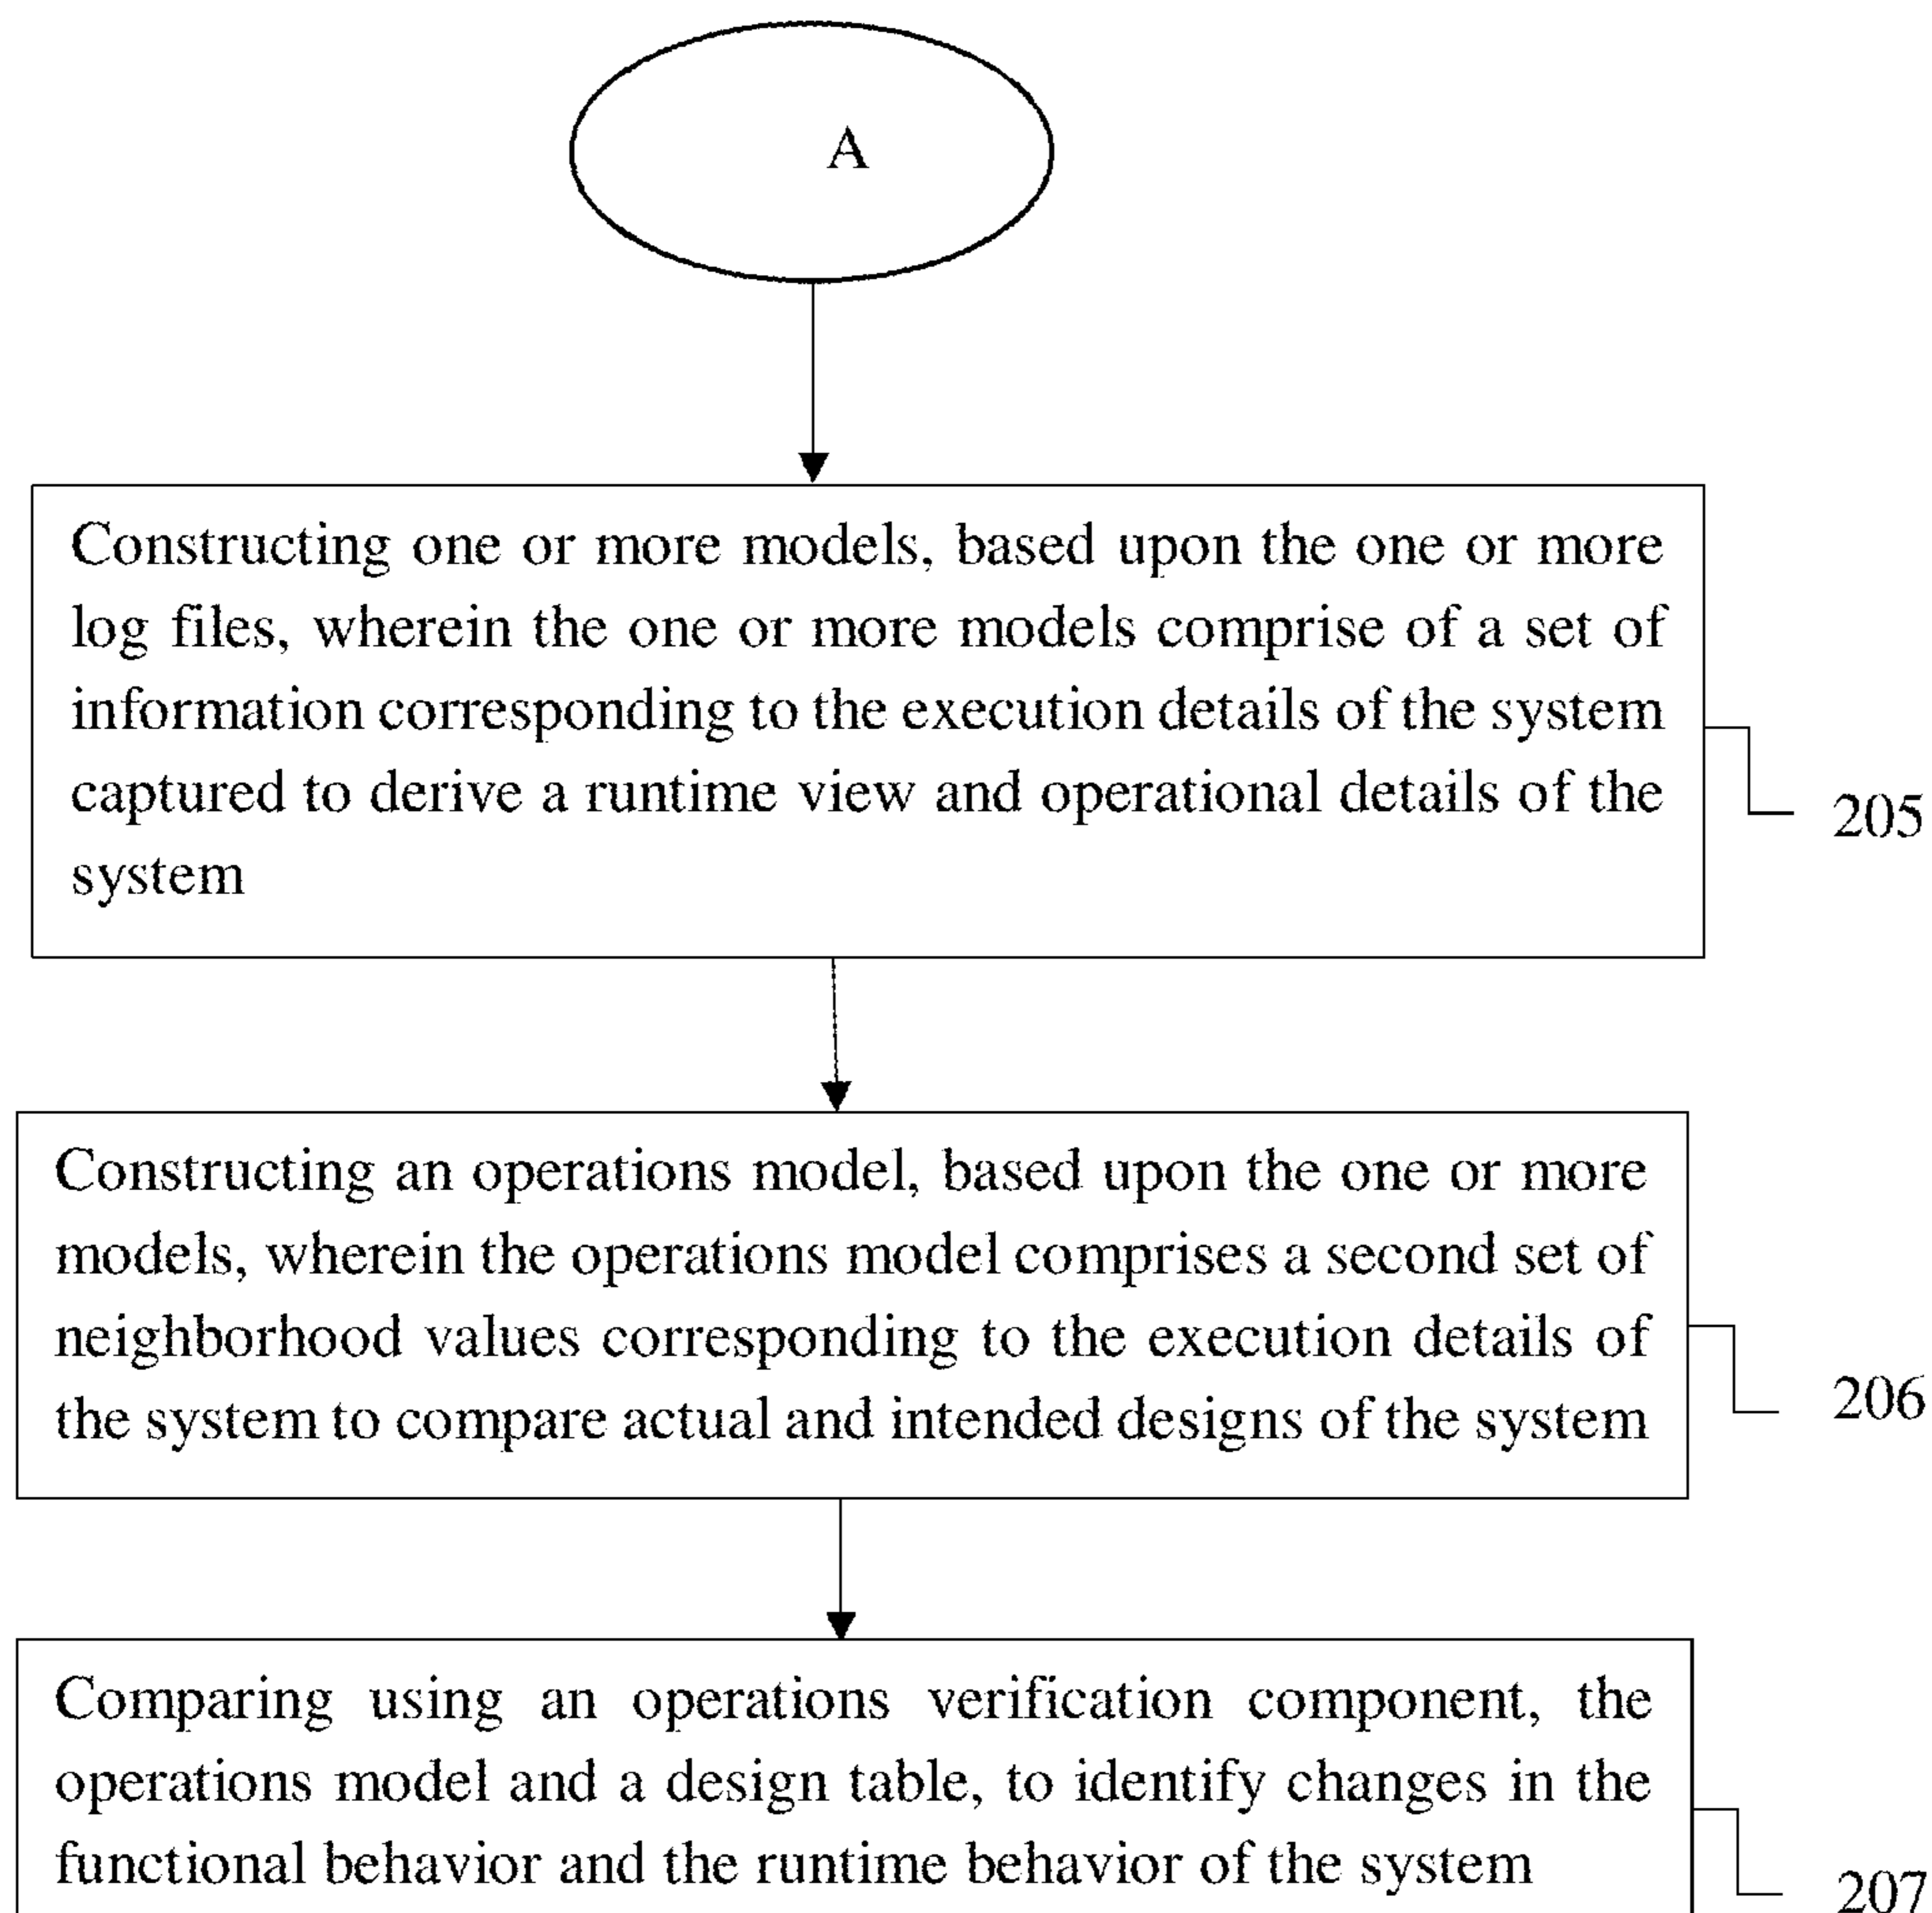 A
Constructing one or more models, based upon the one or more
log files, wherein the one or more models comprise of a set of
information corresponding to the execution details of the system
captured to derive a runtime view and operational details of the
system
205
Constructing an operations model, based upon the one or more
models, wherein the operations model comprises a second set of
neighborhood values corresponding to the execution details of
the system to compare actual and intended designs of the system
206
Comparing using an operations verification component, the
operations model and a design table, to identify changes in the
functional behavior and the runtime behavior of the system
207